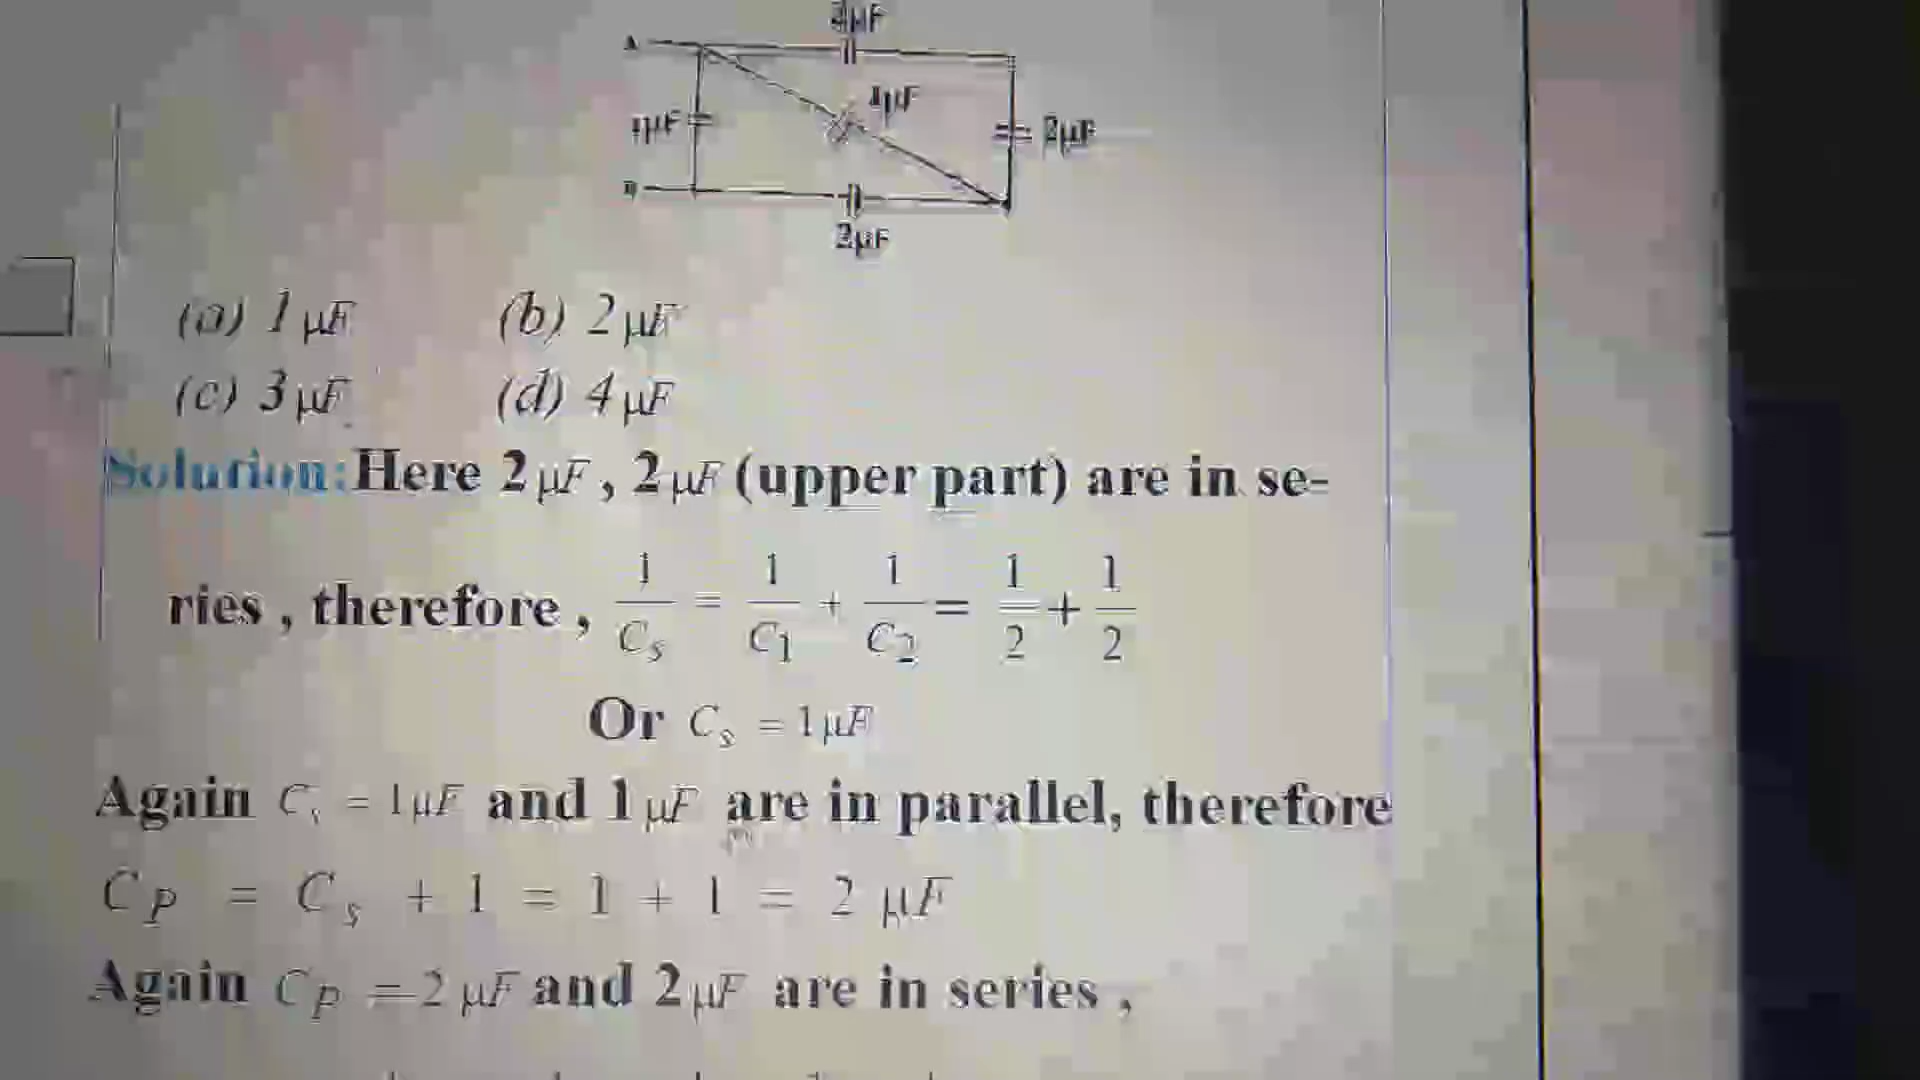 2μF
A
1μF
1μF
2μF
B
2μF
(a) 1 μF (b) 2 μF
(c) 3 μF (d) 4 μF
Solution: Here 2 μF , 2 μF (upper part) are in se-
ries , therefore , 1/C_s = 1/C_1 + 1/C_2 = 1/2 + 1/2
Or C_s = 1 μF
Again C_s = 1 μF and 1 μF are in parallel, therefore
C_P = C_s + 1 = 1 + 1 = 2 μF
Again C_P = 2 μF and 2 μF are in series ,